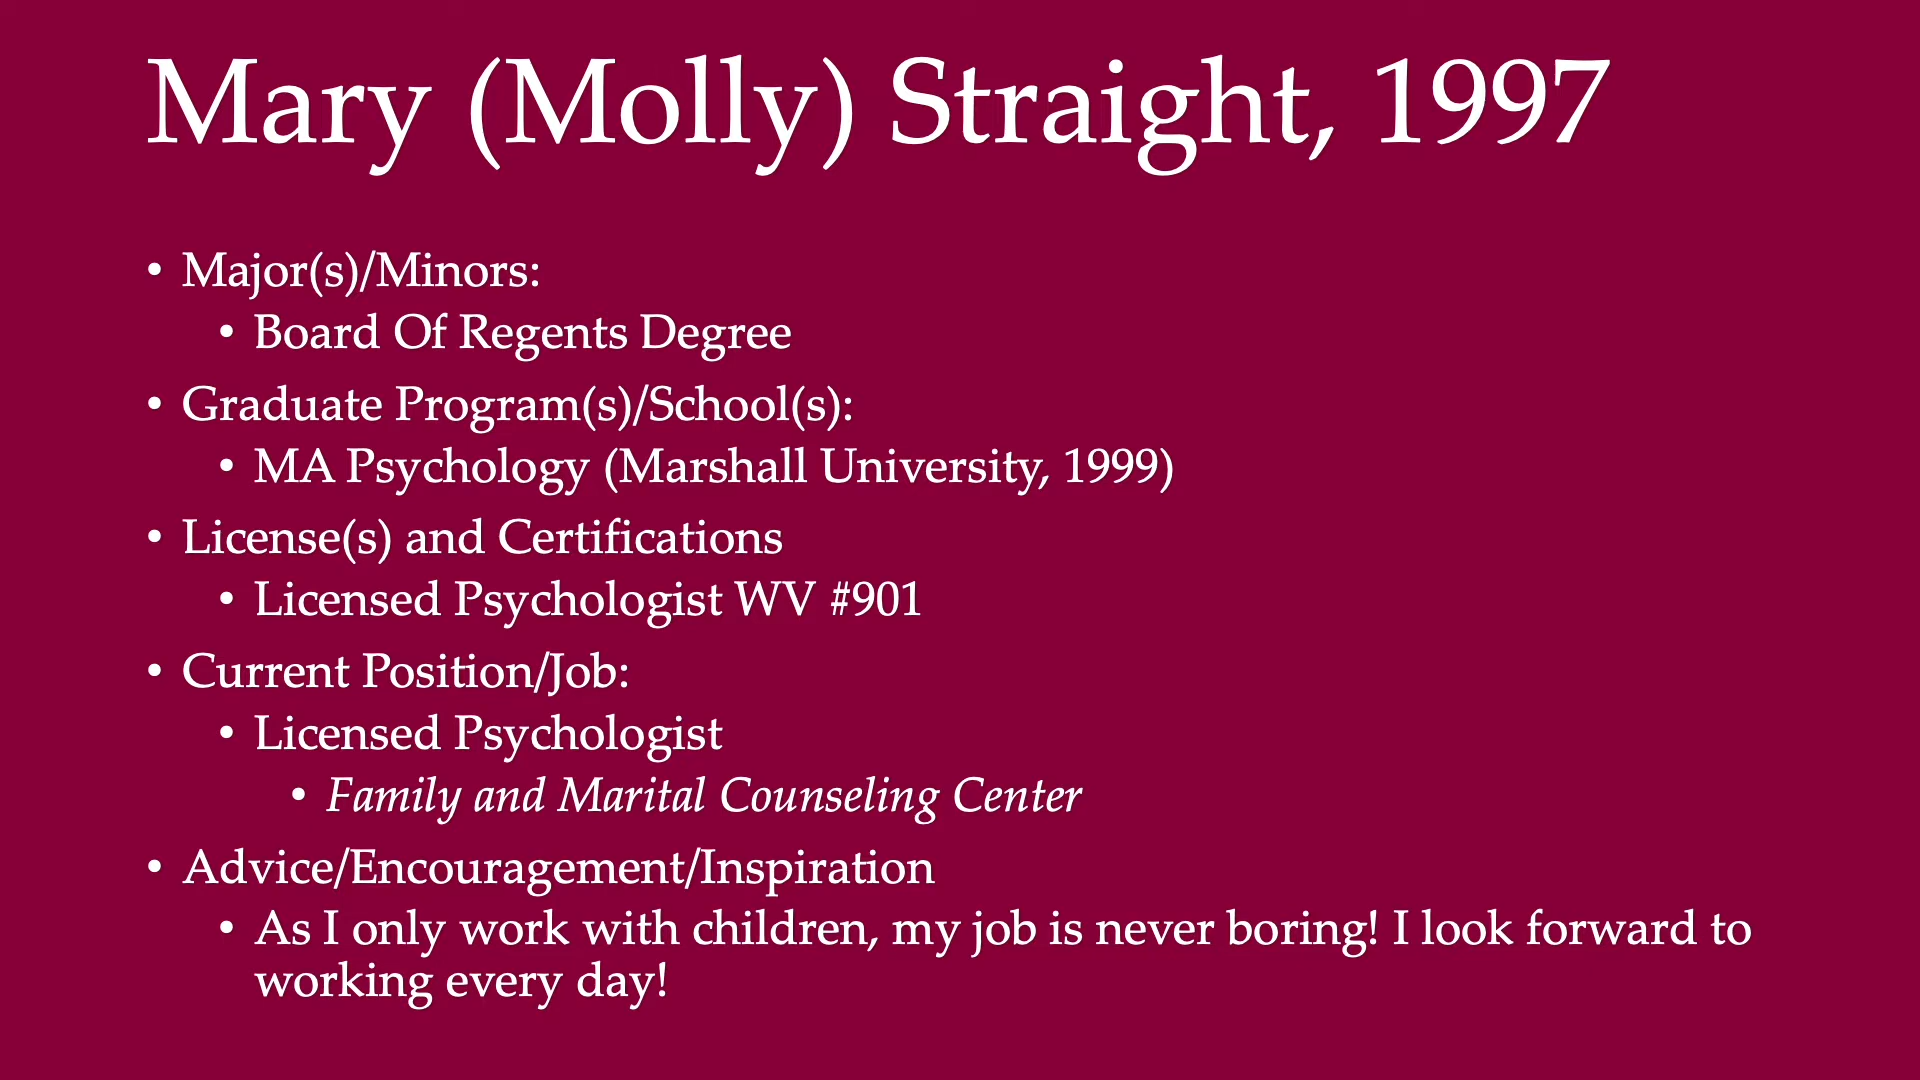 Mary (Molly) Straight, 1997
• Major(s)/Minors:
• Board Of Regents Degree
• Graduate Program(s)/School(s):
• MA Psychology (Marshall University, 1999)
• License(s) and Certifications
• Licensed Psychologist WV #901
• Current Position/Job:
• Licensed Psychologist
• Family and Marital Counseling Center
• Advice/Encouragement/Inspiration
• As I only work with children, my job is never boring! I look forward to
working every day!